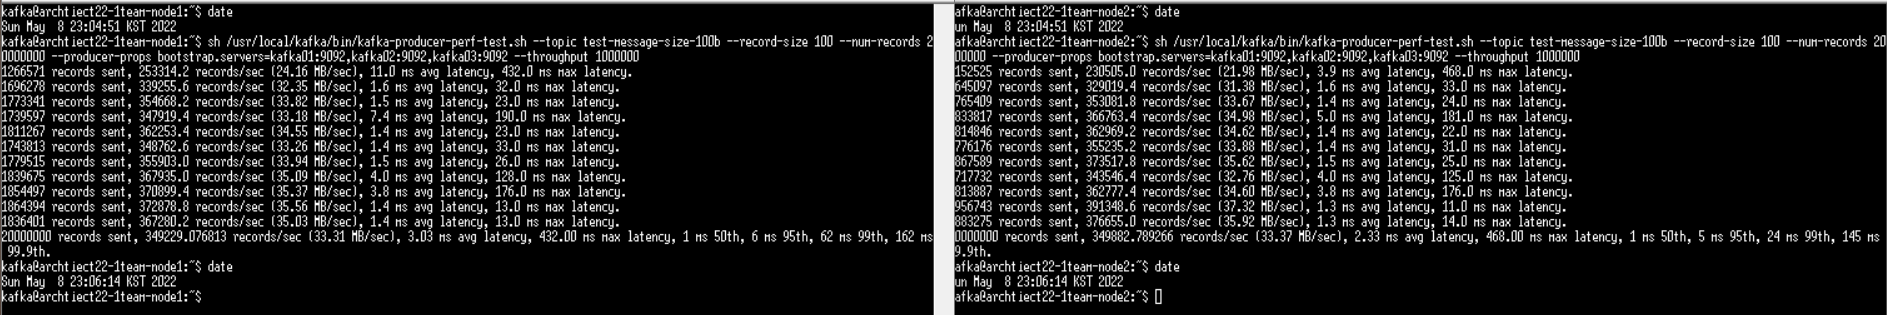 kafka@archtiect22-1team-node1:~$ date
Sun May  8 23:04:51 KST 2022
kafka@archtiect22-1team-node1:~$ sh /usr/local/kafka/bin/kafka-producer-perf-test.sh --topic test-message-size-100b --record-size 100 --num-records 2
0000000 --producer-props bootstrap.servers=kafka01:9092,kafka02:9092,kafka03:9092 --throughput 1000000
1266571 records sent, 253314.2 records/sec (24.16 MB/sec), 11.0 ms avg latency, 432.0 ms max latency.
1696278 records sent, 339255.6 records/sec (32.35 MB/sec), 1.6 ms avg latency, 32.0 ms max latency.
1773341 records sent, 354668.2 records/sec (33.82 MB/sec), 1.5 ms avg latency, 23.0 ms max latency.
1739597 records sent, 347919.4 records/sec (33.18 MB/sec), 7.4 ms avg latency, 190.0 ms max latency.
1811267 records sent, 362253.4 records/sec (34.55 MB/sec), 1.4 ms avg latency, 23.0 ms max latency.
1743813 records sent, 348762.6 records/sec (33.26 MB/sec), 1.4 ms avg latency, 33.0 ms max latency.
1779515 records sent, 355903.0 records/sec (33.94 MB/sec), 1.5 ms avg latency, 26.0 ms max latency.
1839675 records sent, 367935.0 records/sec (35.09 MB/sec), 4.0 ms avg latency, 128.0 ms max latency.
1854497 records sent, 370899.4 records/sec (35.37 MB/sec), 3.8 ms avg latency, 176.0 ms max latency.
1864394 records sent, 372878.8 records/sec (35.56 MB/sec), 1.4 ms avg latency, 13.0 ms max latency.
1836401 records sent, 367280.2 records/sec (35.03 MB/sec), 1.4 ms avg latency, 13.0 ms max latency.
20000000 records sent, 349229.076813 records/sec (33.31 MB/sec), 3.03 ms avg latency, 432.00 ms max latency, 1 ms 50th, 6 ms 95th, 62 ms 99th, 162 ms
99.9th.
kafka@archtiect22-1team-node1:~$ date
Sun May  8 23:06:14 KST 2022
kafka@archtiect22-1team-node1:~$
afka@archtiect22-1team-node2:~$ date
un May  8 23:04:51 KST 2022
afka@archtiect22-1team-node2:~$ sh /usr/local/kafka/bin/kafka-producer-perf-test.sh --topic test-message-size-100b --record-size 100 --num-records 20
000000 --producer-props bootstrap.servers=kafka01:9092,kafka02:9092,kafka03:9092 --throughput 1000000
152525 records sent, 230505.0 records/sec (21.98 MB/sec), 3.9 ms avg latency, 468.0 ms max latency.
645097 records sent, 329019.4 records/sec (31.38 MB/sec), 1.6 ms avg latency, 33.0 ms max latency.
765409 records sent, 353081.8 records/sec (33.67 MB/sec), 1.4 ms avg latency, 24.0 ms max latency.
833817 records sent, 366763.4 records/sec (34.98 MB/sec), 5.0 ms avg latency, 181.0 ms max latency.
814846 records sent, 362969.2 records/sec (34.62 MB/sec), 1.4 ms avg latency, 22.0 ms max latency.
776176 records sent, 355235.2 records/sec (33.88 MB/sec), 1.4 ms avg latency, 31.0 ms max latency.
867589 records sent, 373517.8 records/sec (35.62 MB/sec), 1.5 ms avg latency, 25.0 ms max latency.
717732 records sent, 343546.4 records/sec (32.76 MB/sec), 4.0 ms avg latency, 125.0 ms max latency.
813887 records sent, 362777.4 records/sec (34.60 MB/sec), 3.8 ms avg latency, 176.0 ms max latency.
956743 records sent, 391348.6 records/sec (37.32 MB/sec), 1.3 ms avg latency, 11.0 ms max latency.
883275 records sent, 376655.0 records/sec (35.92 MB/sec), 1.3 ms avg latency, 14.0 ms max latency.
0000000 records sent, 349882.789266 records/sec (33.37 MB/sec), 2.33 ms avg latency, 468.00 ms max latency, 1 ms 50th, 5 ms 95th, 24 ms 99th, 145 ms
9.9th.
afka@archtiect22-1team-node2:~$ date
un May  8 23:06:14 KST 2022
afka@archtiect22-1team-node2:~$